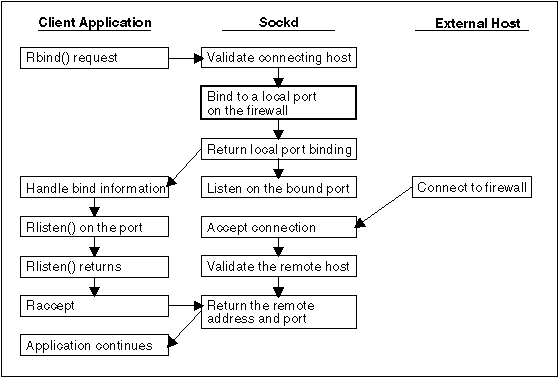 Client Application
Sockd
External Host
Rbind() request
Validate connecting host
Bind to a local port
on the firewall
Return local port binding
Handle bind information
Listen on the bound port
Connect to firewall
Rlisten() on the port
Accept connection
Rlisten() returns
Validate the remote host
Raccept
Return the remote
address and port
Application continues